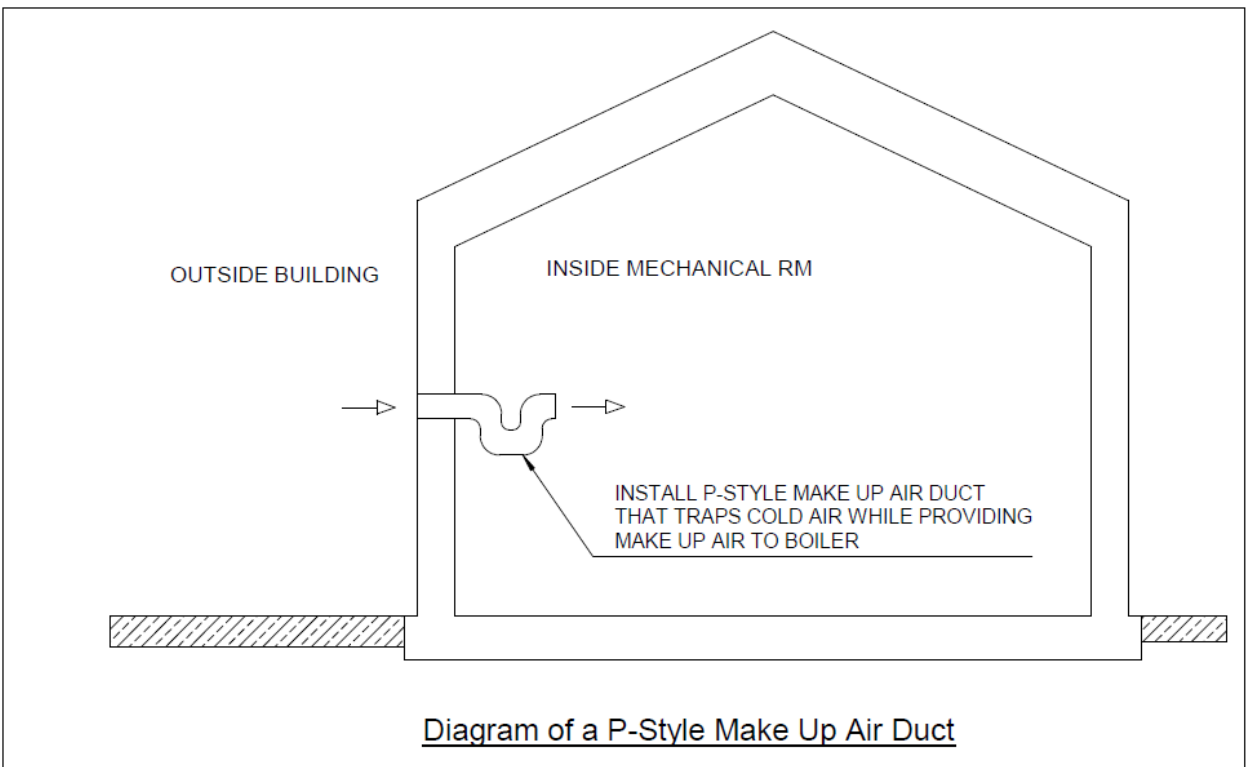 OUTSIDE BUILDING
INSIDE MECHANICAL RM
INSTALL P-STYLE MAKE UP AIR DUCT
THAT TRAPS COLD AIR WHILE PROVIDING
MAKE UP AIR TO BOILER
Diagram of a P-Style Make Up Air Duct